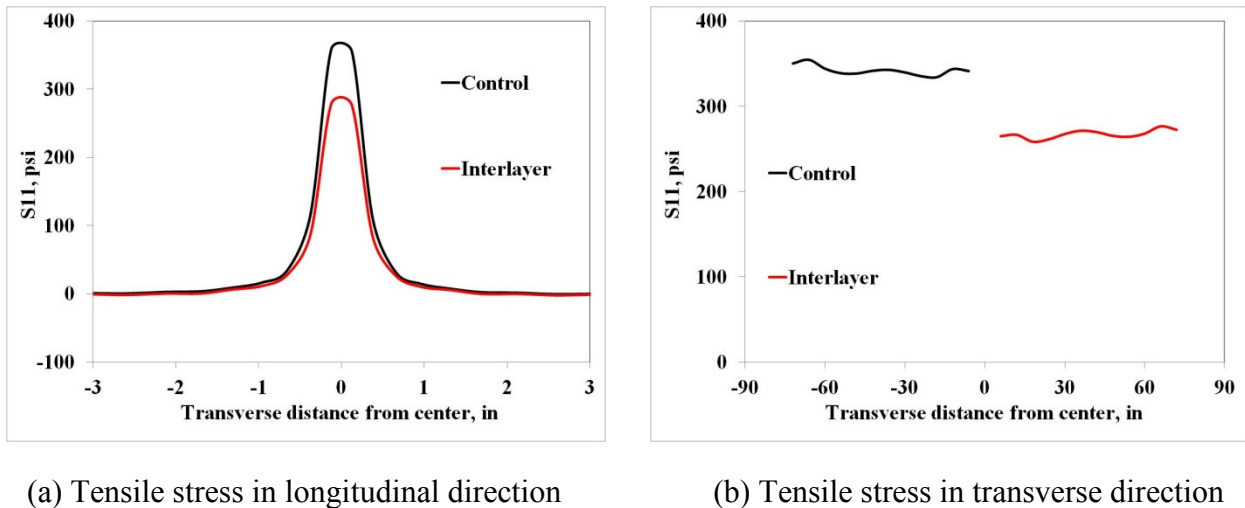 400
300
200
100
0
-100
S11, psi
-3 -2 -1 0 1 2 3
Transverse distance from center, in
Control
Interlayer
400
300
200
100
0
S11, psi
-90 -60 -30 0 30 60 90
Transverse distance from center, in
Control
Interlayer
(a) Tensile stress in longitudinal direction
(b) Tensile stress in transverse direction